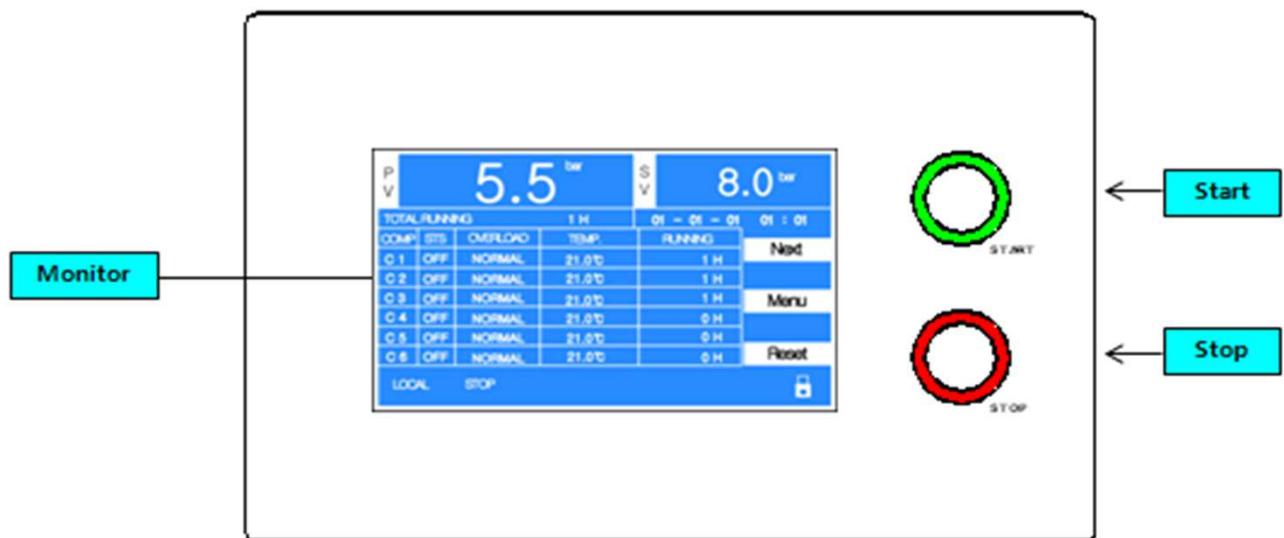 PV 5.5 bar SV 8.0 bar
TOTAL RUNNING 1 H 01 - 01 - 01 01 : 01
COMP STS OVERLOAD TEMP. RUNNING
Next
C 1 OFF NORMAL 21.0℃ 1 H
C 2 OFF NORMAL 21.0℃ 1 H
C 3 OFF NORMAL 21.0℃ 1 H
Menu
C 4 OFF NORMAL 21.0℃ 0 H
C 5 OFF NORMAL 21.0℃ 0 H
C 6 OFF NORMAL 21.0℃ 0 H
Reset
LOCAL STOP
Monitor
START
Start
STOP
Stop